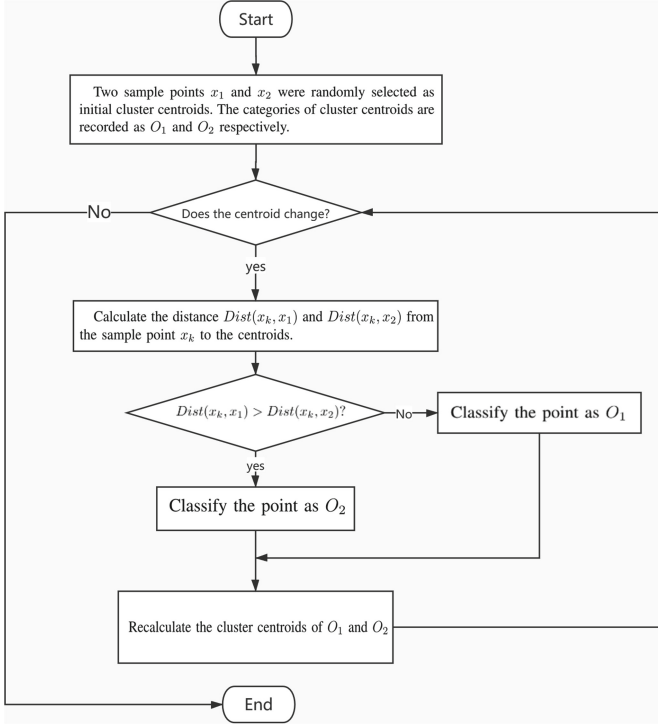 Start
Two sample points x₁ and x₂ were randomly selected as
initial cluster centroids. The categories of cluster centroids are
recorded as O₁ and O₂ respectively.
Does the centroid change?
No
yes
Calculate the distance Dist(xₖ, x₁) and Dist(xₖ, x₂) from
the sample point xₖ to the centroids.
Dist(xₖ, x₁) > Dist(xₖ, x₂)?
No
Classify the point as O₁
yes
Classify the point as O₂
Recalculate the cluster centroids of O₁ and O₂
End